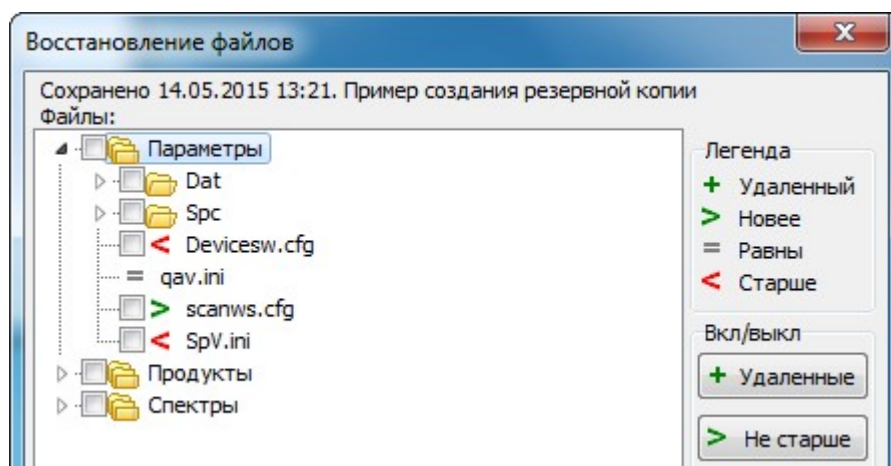 Восстановление файлов
Сохранено 14.05.2015 13:21. Пример создания резервной копии
Файлы:
Параметры
Dat
Spc
< Devicesw.cfg
= qav.ini
> scanws.cfg
< SpV.ini
Продукты
Спектры
Легенда
+ Удаленный
> Новее
= Равны
< Старше
Вкл/выкл
+ Удаленные
> Не старше